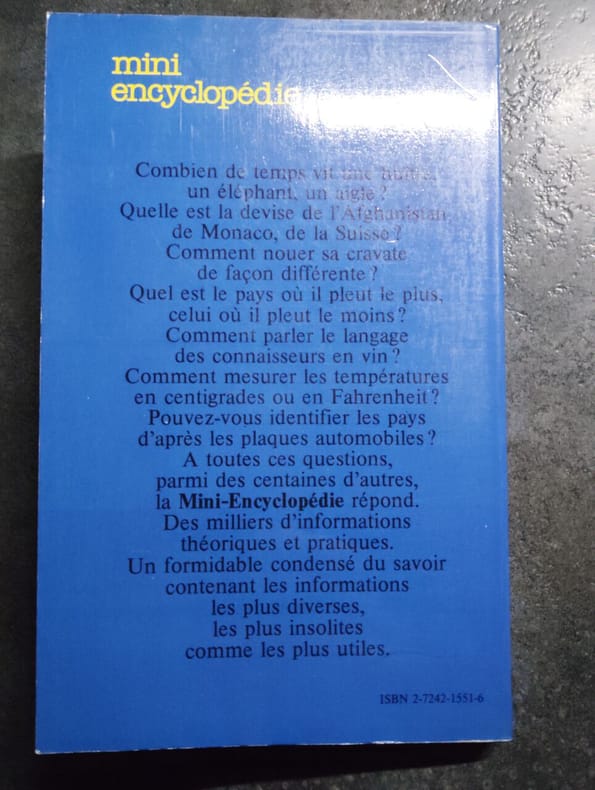 mini
encyclopédie
Combien de temps vit une
un éléphant, un aigle ?
Quelle est la devise de l'Afghanistan,
de Monaco, de la Suisse ?
Comment nouer sa cravate
de façon différente ?
Quel est le pays où il pleut le plus,
celui où il pleut le moins ?
Comment parler le langage
des connaisseurs en vin ?
Comment mesurer les températures
en centigrades ou en Fahrenheit ?
Pouvez-vous identifier les pays
d'après les plaques automobiles ?
A toutes ces questions,
parmi des centaines d'autres,
la Mini-Encyclopédie répond.
Des milliers d'informations
théoriques et pratiques.
Un formidable condensé du savoir
contenant les informations
les plus diverses,
les plus insolites
comme les plus utiles.
ISBN 2-7242-1551-6